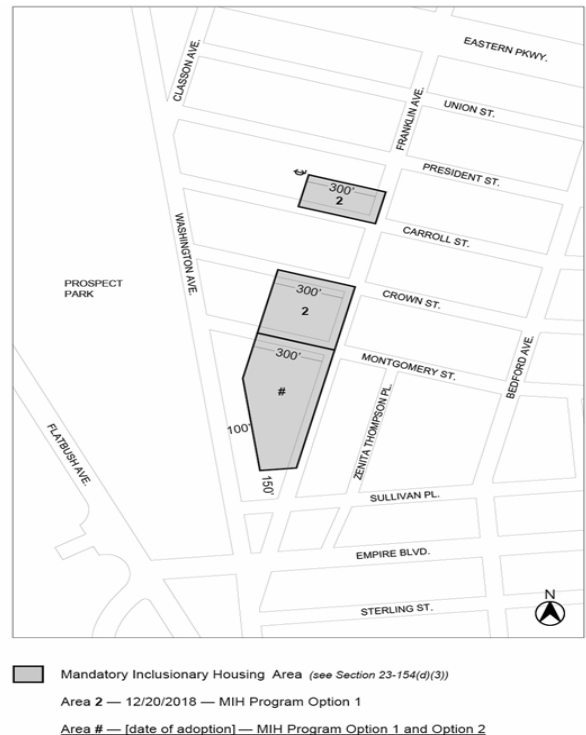 EASTERN PKWY.
CLASSON AVE.
UNION ST.
FRANKLIN AVE.
PRESIDENT ST.
300'
2
CARROLL ST.
WASHINGTON AVE.
PROSPECT
PARK
300'
2
CROWN ST.
300'
MONTGOMERY ST.
BEDFORD AVE.
#
ZENITA THOMPSON PL.
100'
FLATBUSH AVE.
150'
SULLIVAN PL.
EMPIRE BLVD.
N
STERLING ST.
Mandatory Inclusionary Housing Area (see Section 23-154(d)(3))
Area 2 — 12/20/2018 — MIH Program Option 1
Area # — [date of adoption] — MIH Program Option 1 and Option 2